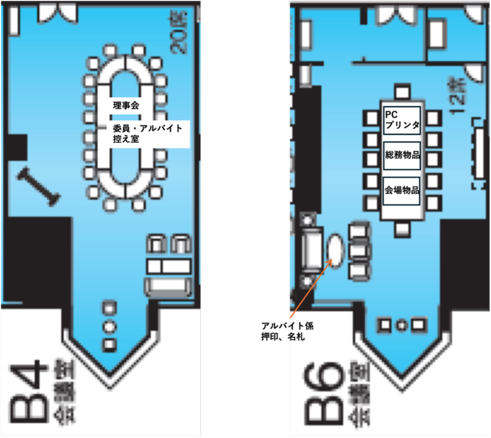 20席
理事会
委員・アルバイト
控え室
B4
会議室
12席
PC
プリンタ
総務物品
会場物品
アルバイト係
押印、名札
B6
会議室